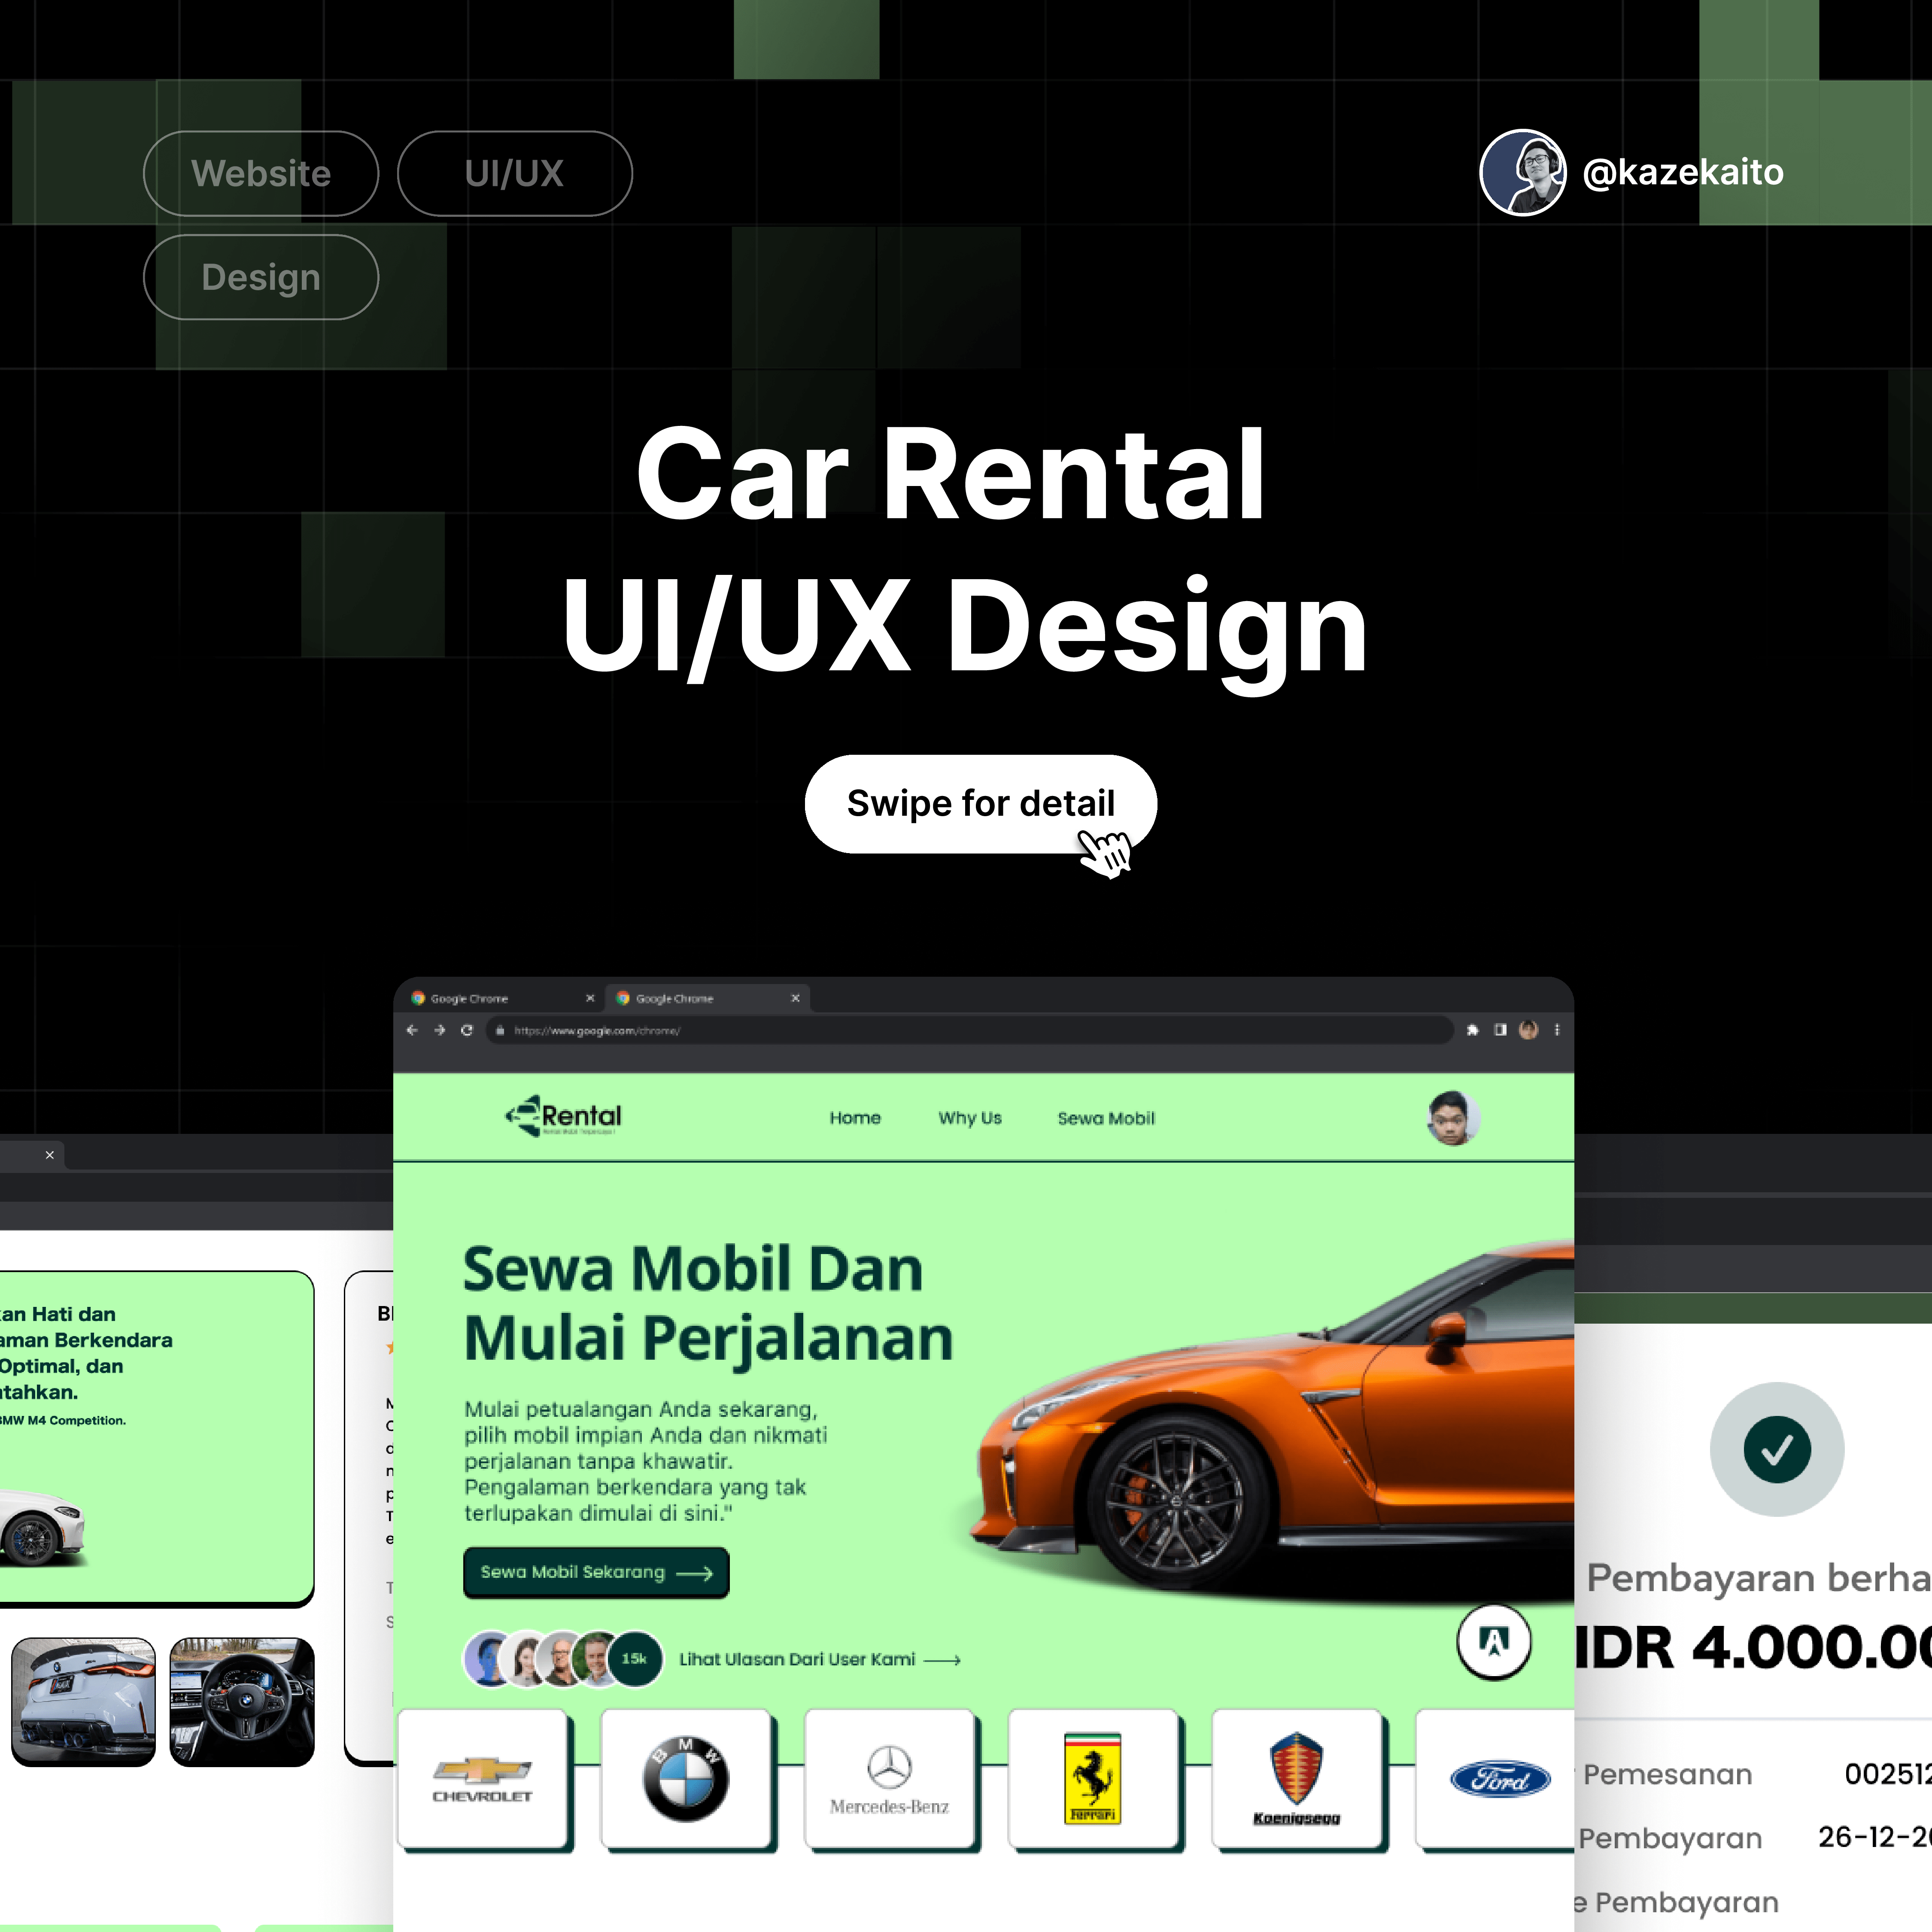 Website
UI/UX
@kazekaito
Design
Car Rental
UI/UX Design
Swipe for detail
Google Chrome
Google Chrome
https://www.google.com/chrome/
Rental
Home
Why Us
Sewa Mobil
Sewa Mobil Dan
Mulai Perjalanan
Mulai petualangan Anda sekarang,
pilih mobil impian Anda dan nikmati
perjalanan tanpa khawatir.
Pengalaman berkendara yang tak
terlupakan dimulai di sini."
Sewa Mobil Sekarang
15k
Lihat Ulasan Dari User Kami
CHEVROLET
BMW
Mercedes-Benz
Ferrari
Koenigsegg
Ford
an Hati dan
aman Berkendara
Optimal, dan
tahkan.
BMW M4 Competition.
Pembayaran berha
IDR 4.000.00
Pemesanan
002512
Pembayaran
26-12-20
e Pembayaran